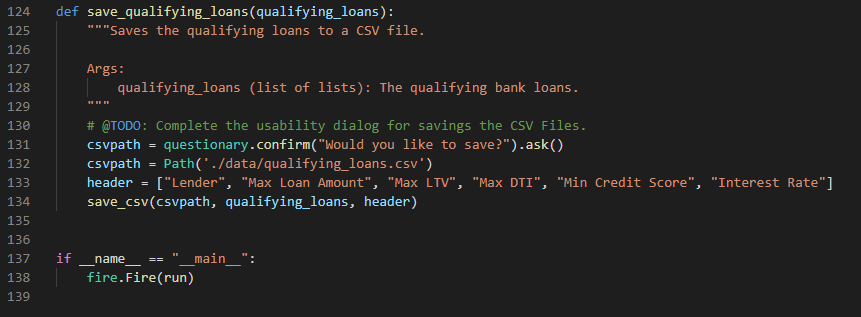 124 def save_qualifying_loans(qualifying_loans):
125     """Saves the qualifying loans to a CSV file.
126
127     Args:
128         qualifying_loans (list of lists): The qualifying bank loans.
129     """
130     # @TODO: Complete the usability dialog for savings the CSV Files.
131     csvpath = questionary.confirm("Would you like to save?").ask()
132     csvpath = Path('./data/qualifying_loans.csv')
133     header = ["Lender", "Max Loan Amount", "Max LTV", "Max DTI", "Min Credit Score", "Interest Rate"]
134     save_csv(csvpath, qualifying_loans, header)
135
136
137 if __name__ == "__main__":
138     fire.Fire(run)
139